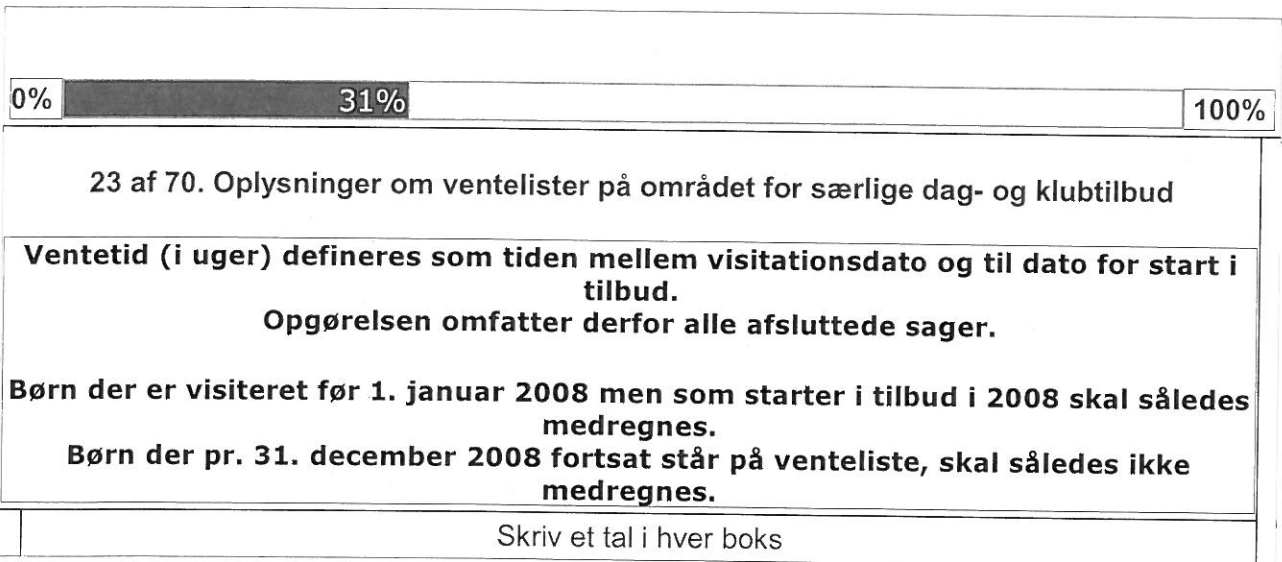 0% 31% 100%
23 af 70. Oplysninger om ventelister på området for særlige dag- og klubtilbud
Ventetid (i uger) defineres som tiden mellem visitationsdato og til dato for start i
tilbud.
Opgørelsen omfatter derfor alle afsluttede sager.
Børn der er visiteret før 1. januar 2008 men som starter i tilbud i 2008 skal således
medregnes.
Børn der pr. 31. december 2008 fortsat står på venteliste, skal således ikke
medregnes.
Skriv et tal i hver boks